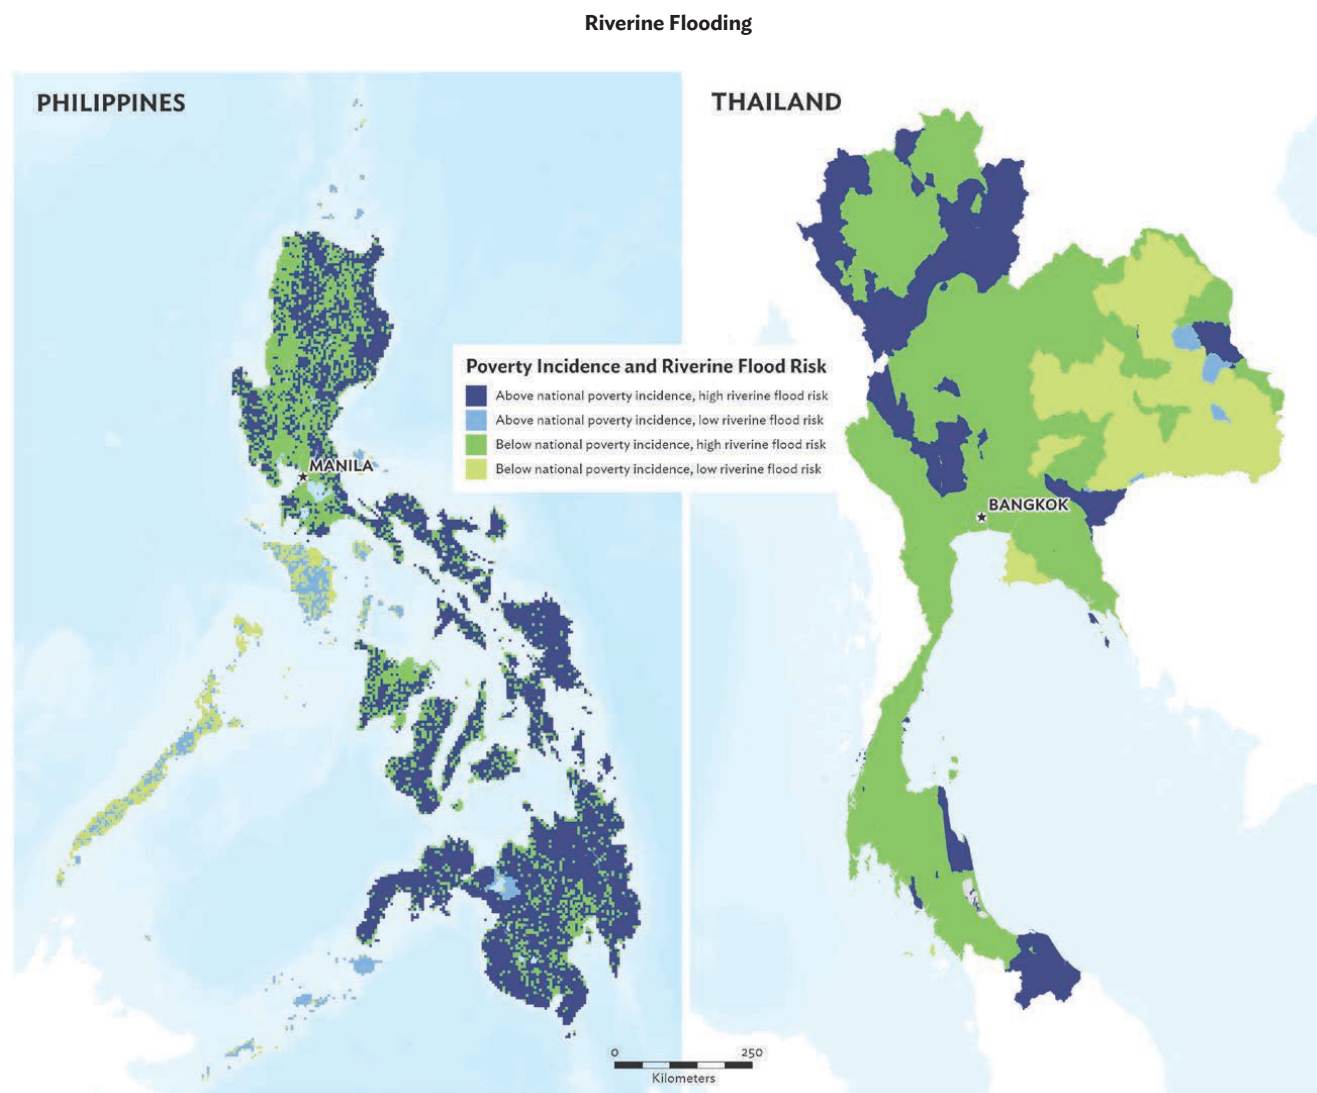 Riverine Flooding
PHILIPPINES
THAILAND
Poverty Incidence and Riverine Flood Risk
Above national poverty incidence, high riverine flood risk
Above national poverty incidence, low riverine flood risk
Below national poverty incidence, high riverine flood risk
Below national poverty incidence, low riverine flood risk
MANILA
BANGKOK
0 250
Kilometers